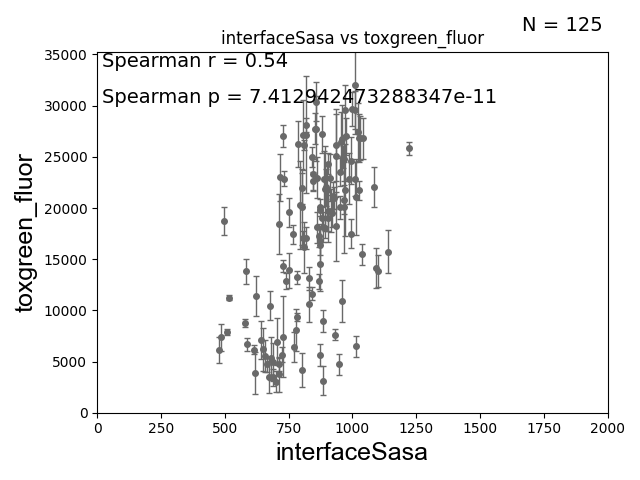 N = 125
interfaceSasa vs toxgreen_fluor
Spearman r = 0.54
Spearman p = 7.412942473288347e-11
toxgreen_fluor
35000
30000
25000
20000
15000
10000
5000
0
0 250 500 750 1000 1250 1500 1750 2000
interfaceSasa